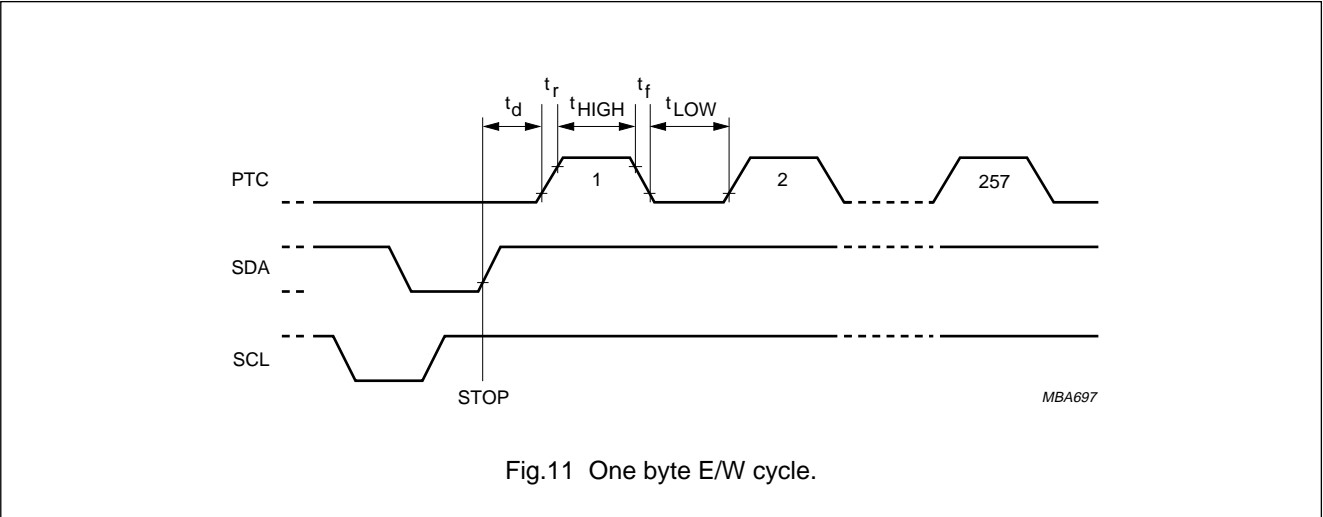 td tr tHIGH tf tLOW
PTC 1 2 257
SDA
SCL
STOP
MBA697
Fig.11 One byte E/W cycle.